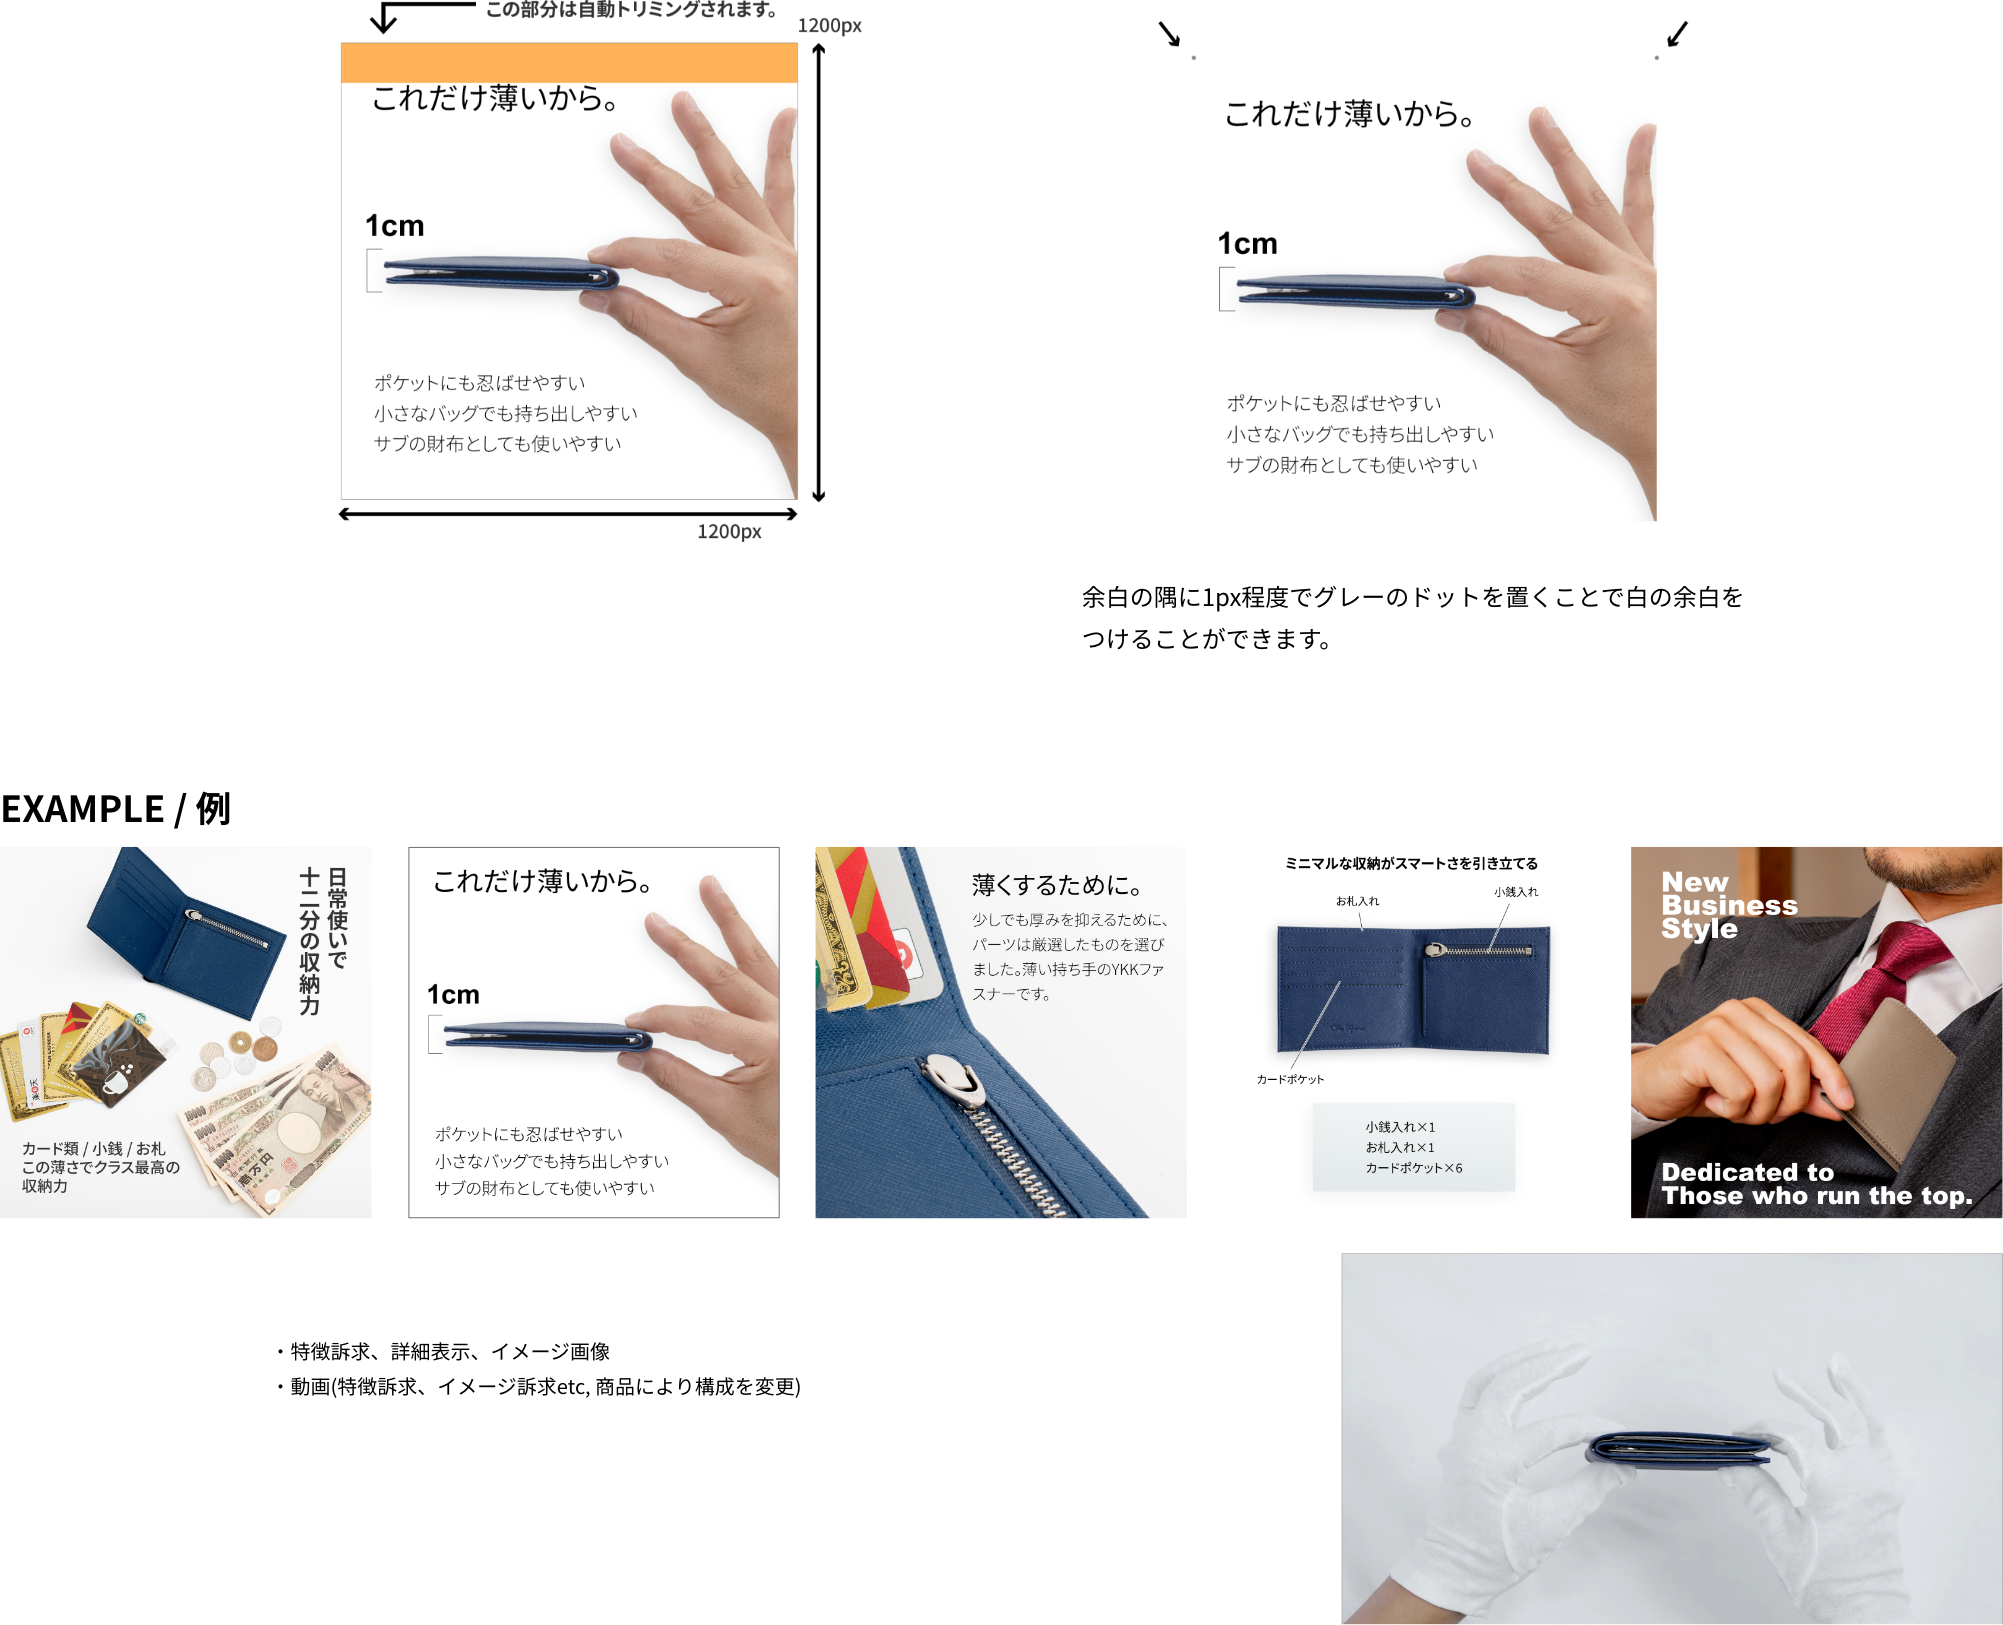 この部分は自動トリミングされます。
1200px
これだけ薄いから。
1cm
ポケットにも忍ばせやすい
小さなバッグでも持ち出しやすい
サブの財布としても使いやすい
1200px
これだけ薄いから。
1cm
ポケットにも忍ばせやすい
小さなバッグでも持ち出しやすい
サブの財布としても使いやすい
余白の隅に1px程度でグレーのドットを置くことで白の余白を
つけることができます。
EXAMPLE / 例
日常使いで
十二分の収納力
カード類 / 小銭 / お札
この薄さでクラス最高の
収納力
10000
10000
10000
壱万円
これだけ薄いから。
1cm
ポケットにも忍ばせやすい
小さなバッグでも持ち出しやすい
サブの財布としても使いやすい
薄くするために。
少しでも厚みを抑えるために、
パーツは厳選したものを選び
ました。薄い持ち手のYKKファ
スナーです。
ミニマルな収納がスマートさを引き立てる
お札入れ
小銭入れ
カードポケット
小銭入れ×1
お札入れ×1
カードポケット×6
New
Business
Style
Dedicated to
Those who run the top.
・特徴訴求、詳細表示、イメージ画像
・動画(特徴訴求、イメージ訴求etc, 商品により構成を変更)